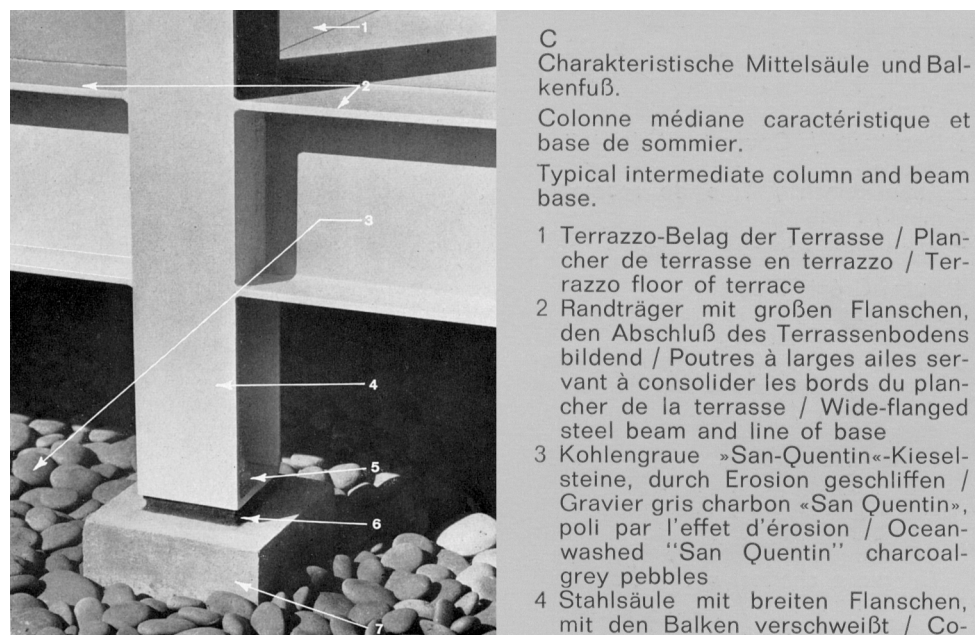 1
2
3
4
5
6
7
C
Charakteristische Mittelsäule und Bal-
kenfuß.
Colonne médiane caractéristique et
base de sommier.
Typical intermediate column and beam
base.
1 Terrazzo-Belag der Terrasse / Plan-
cher de terrasse en terrazzo / Ter-
razzo floor of terrace
2 Randträger mit großen Flanschen,
den Abschluß des Terrassenbodens
bildend / Poutres à larges ailes ser-
vant à consolider les bords du plan-
cher de la terrasse / Wide-flanged
steel beam and line of base
3 Kohlengraue »San-Quentin«-Kiesel-
steine, durch Erosion geschliffen /
Gravier gris charbon «San Quentin»,
poli par l'effet d'érosion / Ocean-
washed ‘‘San Quentin’’ charcoal-
grey pebbles
4 Stahlsäule mit breiten Flanschen,
mit den Balken verschweißt / Co-